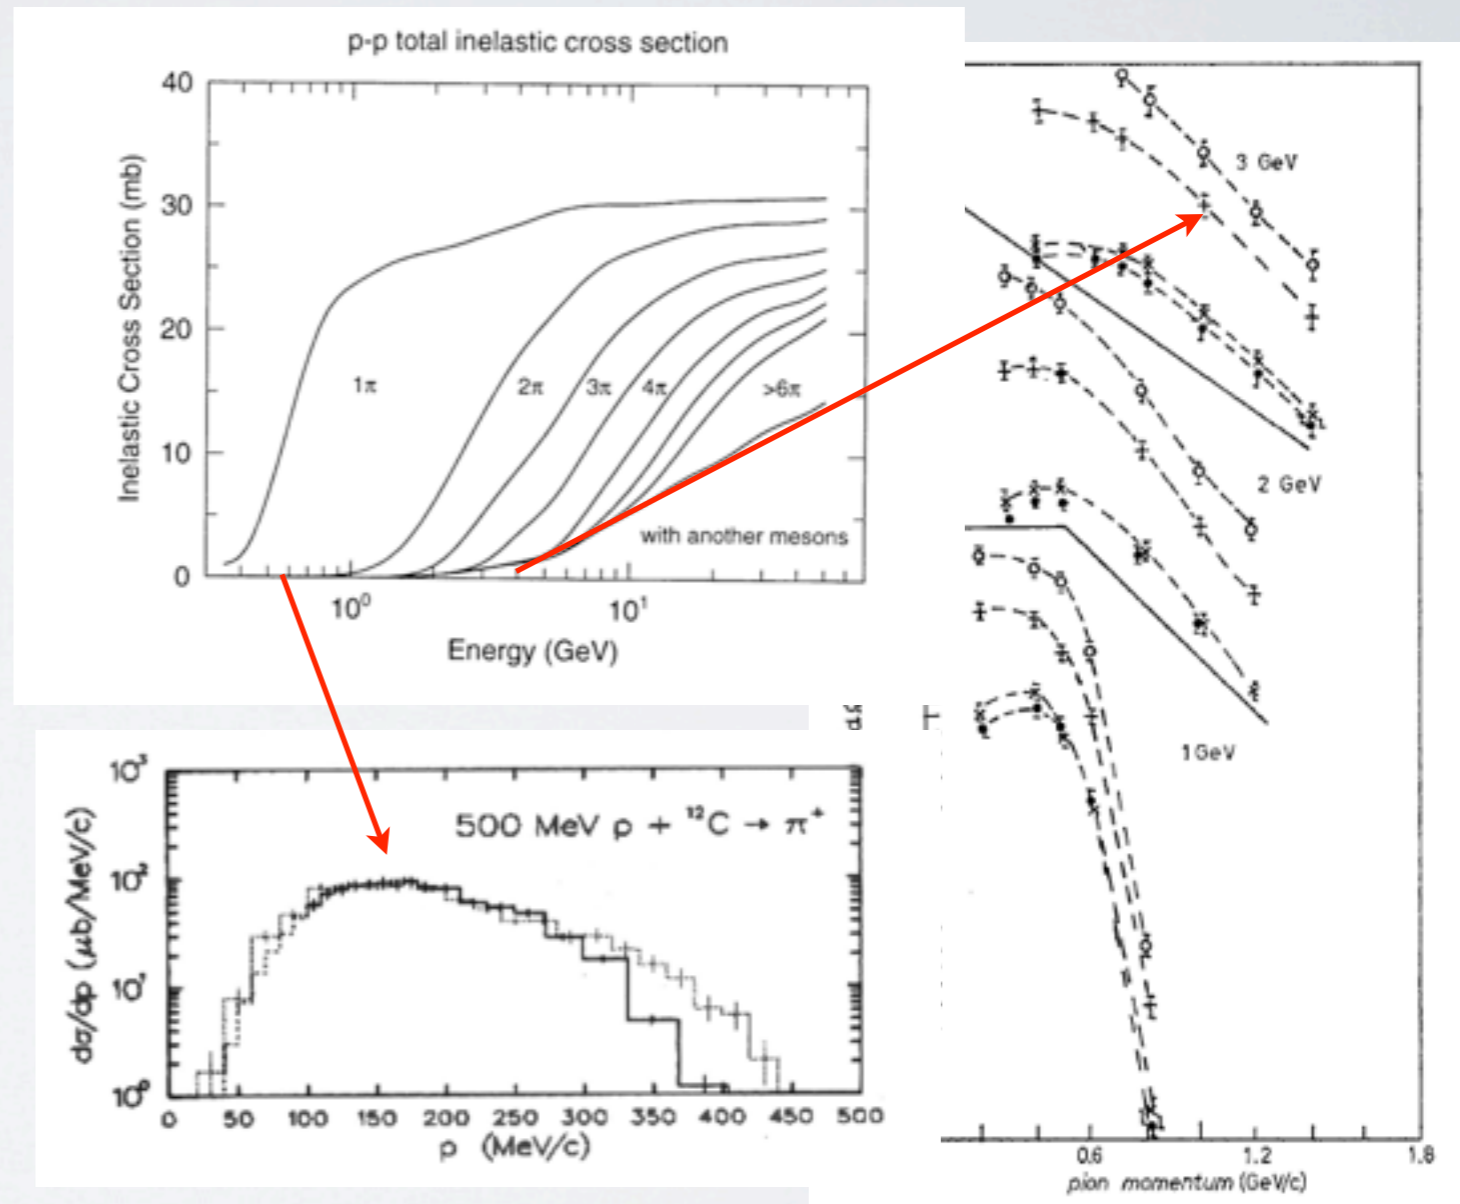 p-p total inelastic cross section
Inelastic Cross Section (mb)
40
30
20
10
0
1π
2π
3π
4π
>6π
with another mesons
10⁰
10¹
Energy (GeV)
3 GeV
2 GeV
1 GeV
0.6
1.2
1.8
pion momentum (GeV/c)
dσ/dp (μb/MeV/c)
10³
10²
10¹
10⁰
500 MeV p + ¹²C → π⁺
0 50 100 150 200 250 300 350 400 450 500
p (MeV/c)